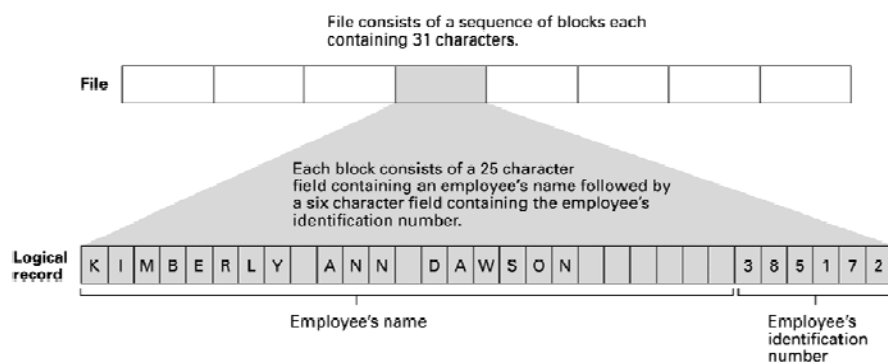 File consists of a sequence of blocks each
containing 31 characters.
File
Each block consists of a 25 character
field containing an employee's name followed by
a six character field containing the employee's
identification number.
Logical
record
K I M B E R L Y A N N D A W S O N 3 8 5 1 7 2
Employee's name
Employee's
identification
number